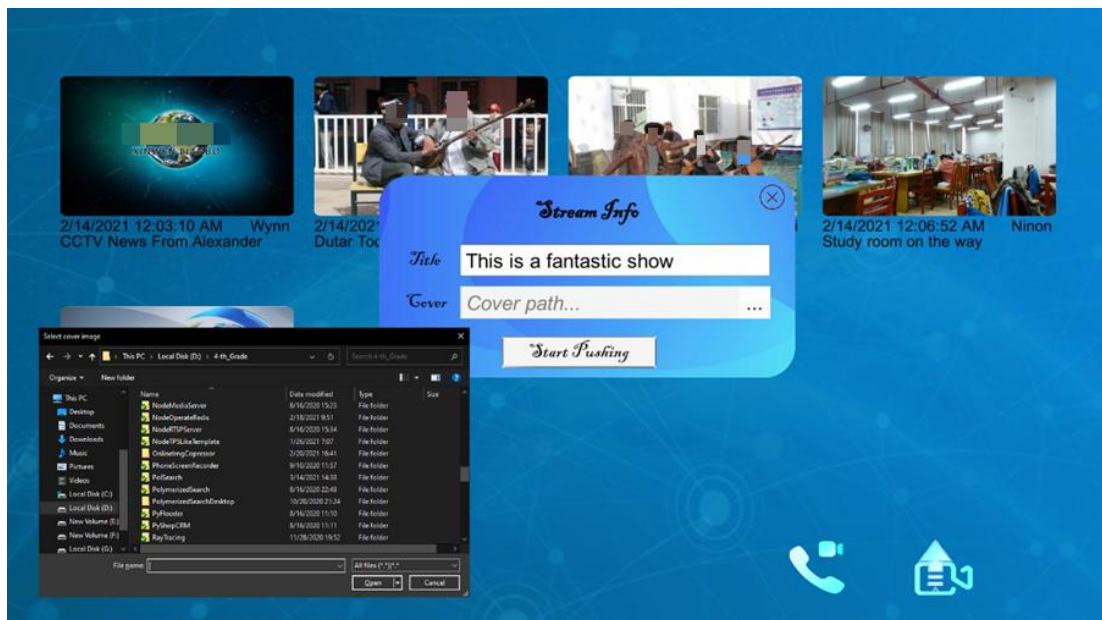 2/14/2021 12:03:10 AM Wynn
CCTV News From Alexander
2/14/2021
Dutar
2/14/2021 12:06:52 AM Ninon
Study room on the way
Stream Info
Title This is a fantastic show
Cover Cover path... ...
Start Pushing
Select cover image
This PC › Local Disk (D:) › 4-th_Grade
Search 4-th_Grade
Organize New folder
This PC
Desktop
Documents
Downloads
Music
Pictures
Videos
Local Disk (C:)
Local Disk (D:)
New Volume (E:)
New Volume (F:)
Local Disk (G:)
Name Date modified Type Size
NodeMediaServer 8/16/2020 15:23 File folder
NodeOperateRedis 2/18/2021 9:51 File folder
NodeRTSPServer 8/16/2020 15:34 File folder
NodeTPSLikeTemplate 1/26/2021 7:07 File folder
OnlineImgCopressor 2/20/2021 16:41 File folder
PhoneScreenRecorder 9/10/2020 11:57 File folder
PolSearch 3/14/2021 14:38 File folder
PolymerizedSearch 8/16/2020 22:49 File folder
PolymerizedSearchDesktop 10/20/2020 21:24 File folder
PyFlooder 8/16/2020 11:10 File folder
PyShopCRM 8/16/2020 11:11 File folder
RayTracing 11/28/2020 19:52 File folder
File name:
All files (*.*)*.*
Open Cancel